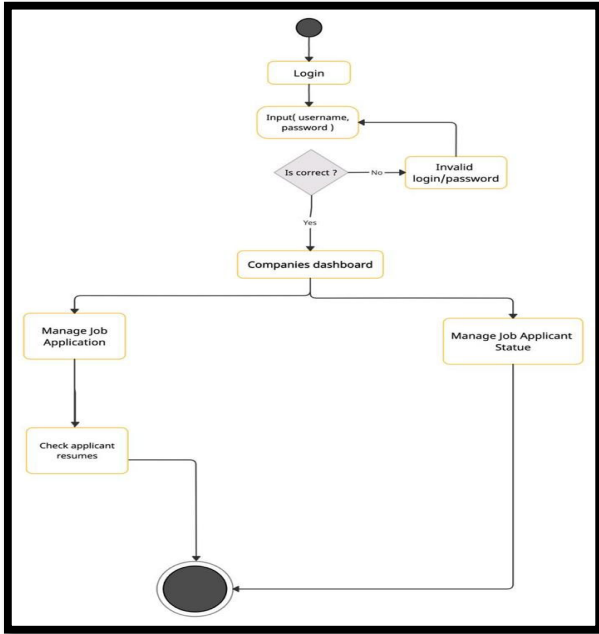 Login
Input( username,
password )
Is correct ?
No
Invalid
login/password
Yes
Companies dashboard
Manage Job
Application
Manage Job Applicant
Statue
Check applicant
resumes